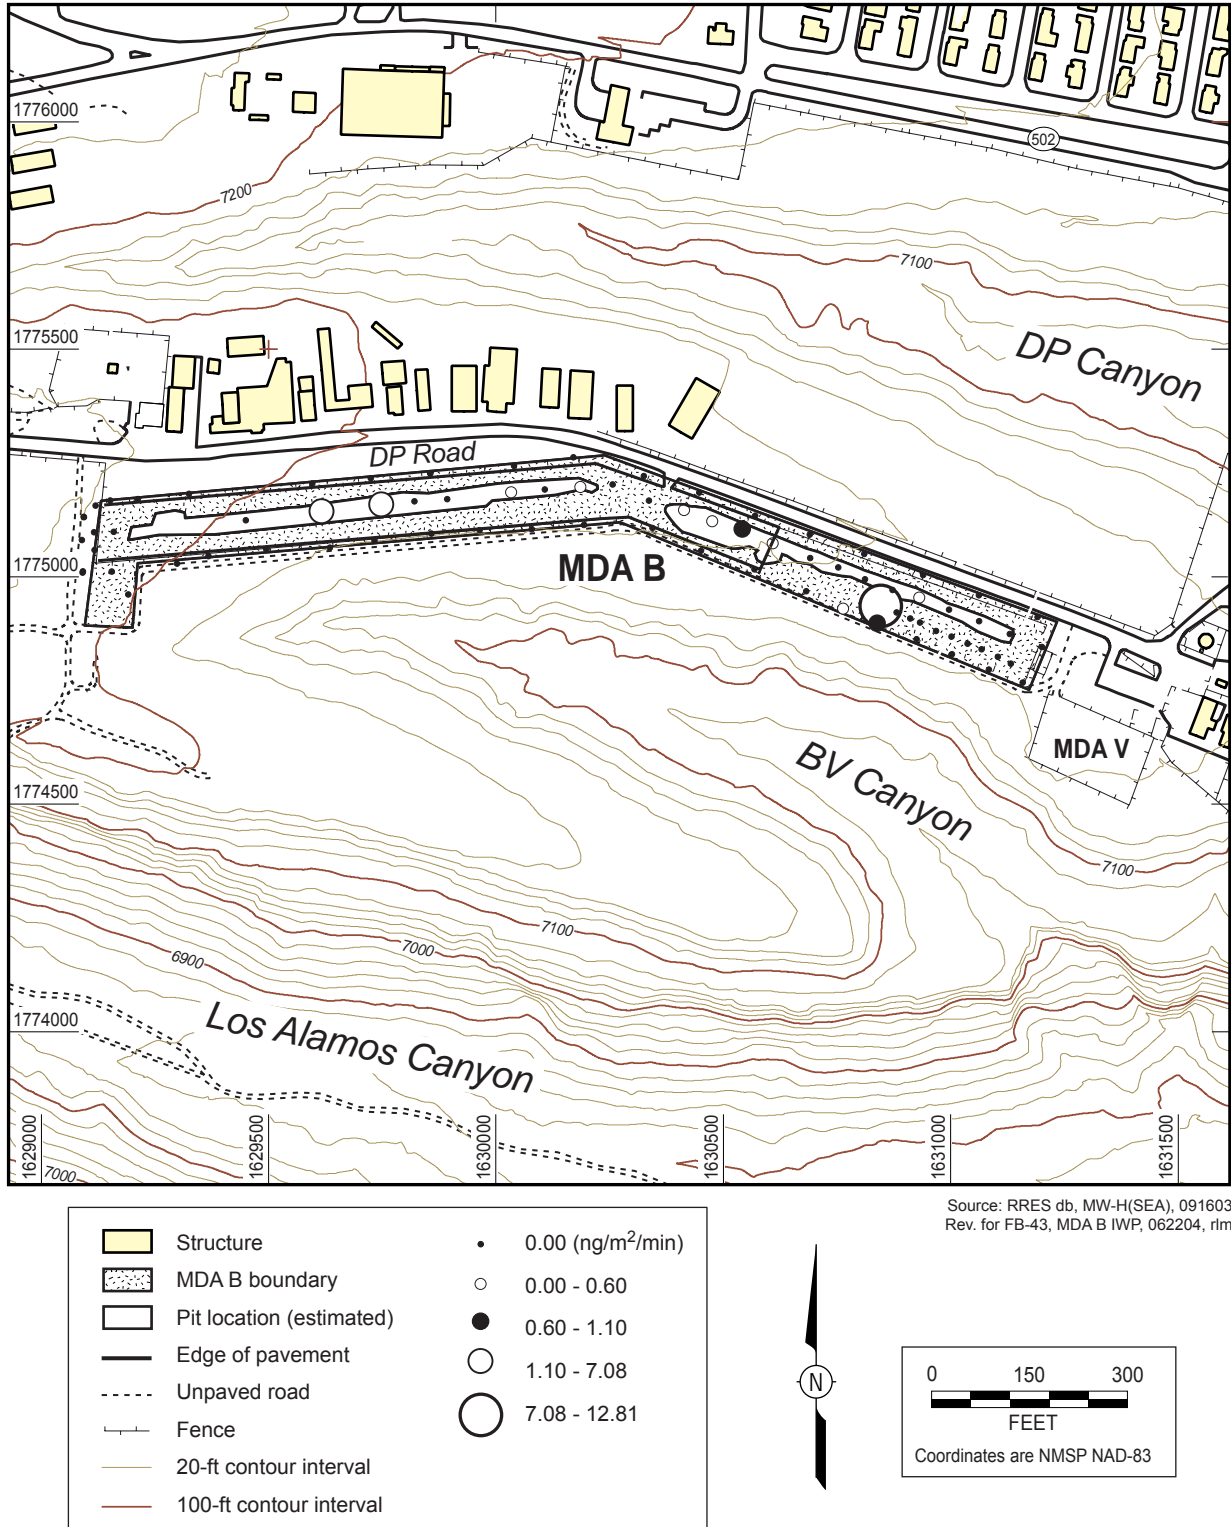 1776000
502
7200
7100
1775500
DP Canyon
DP Road
1775000
MDA B
BV Canyon
MDA V
1774500
7100
7100
7000
6900
1774000
Los Alamos Canyon
7000
1629000
1629500
1630000
1630500
1631000
1631500
Source: RRES db, MW-H(SEA), 091603
Rev. for FB-43, MDA B IWP, 062204, rlm
Structure
MDA B boundary
Pit location (estimated)
Edge of pavement
Unpaved road
Fence
20-ft contour interval
100-ft contour interval
0.00 (ng/m²/min)
0.00 - 0.60
0.60 - 1.10
1.10 - 7.08
7.08 - 12.81
N
0 150 300
FEET
Coordinates are NMSP NAD-83